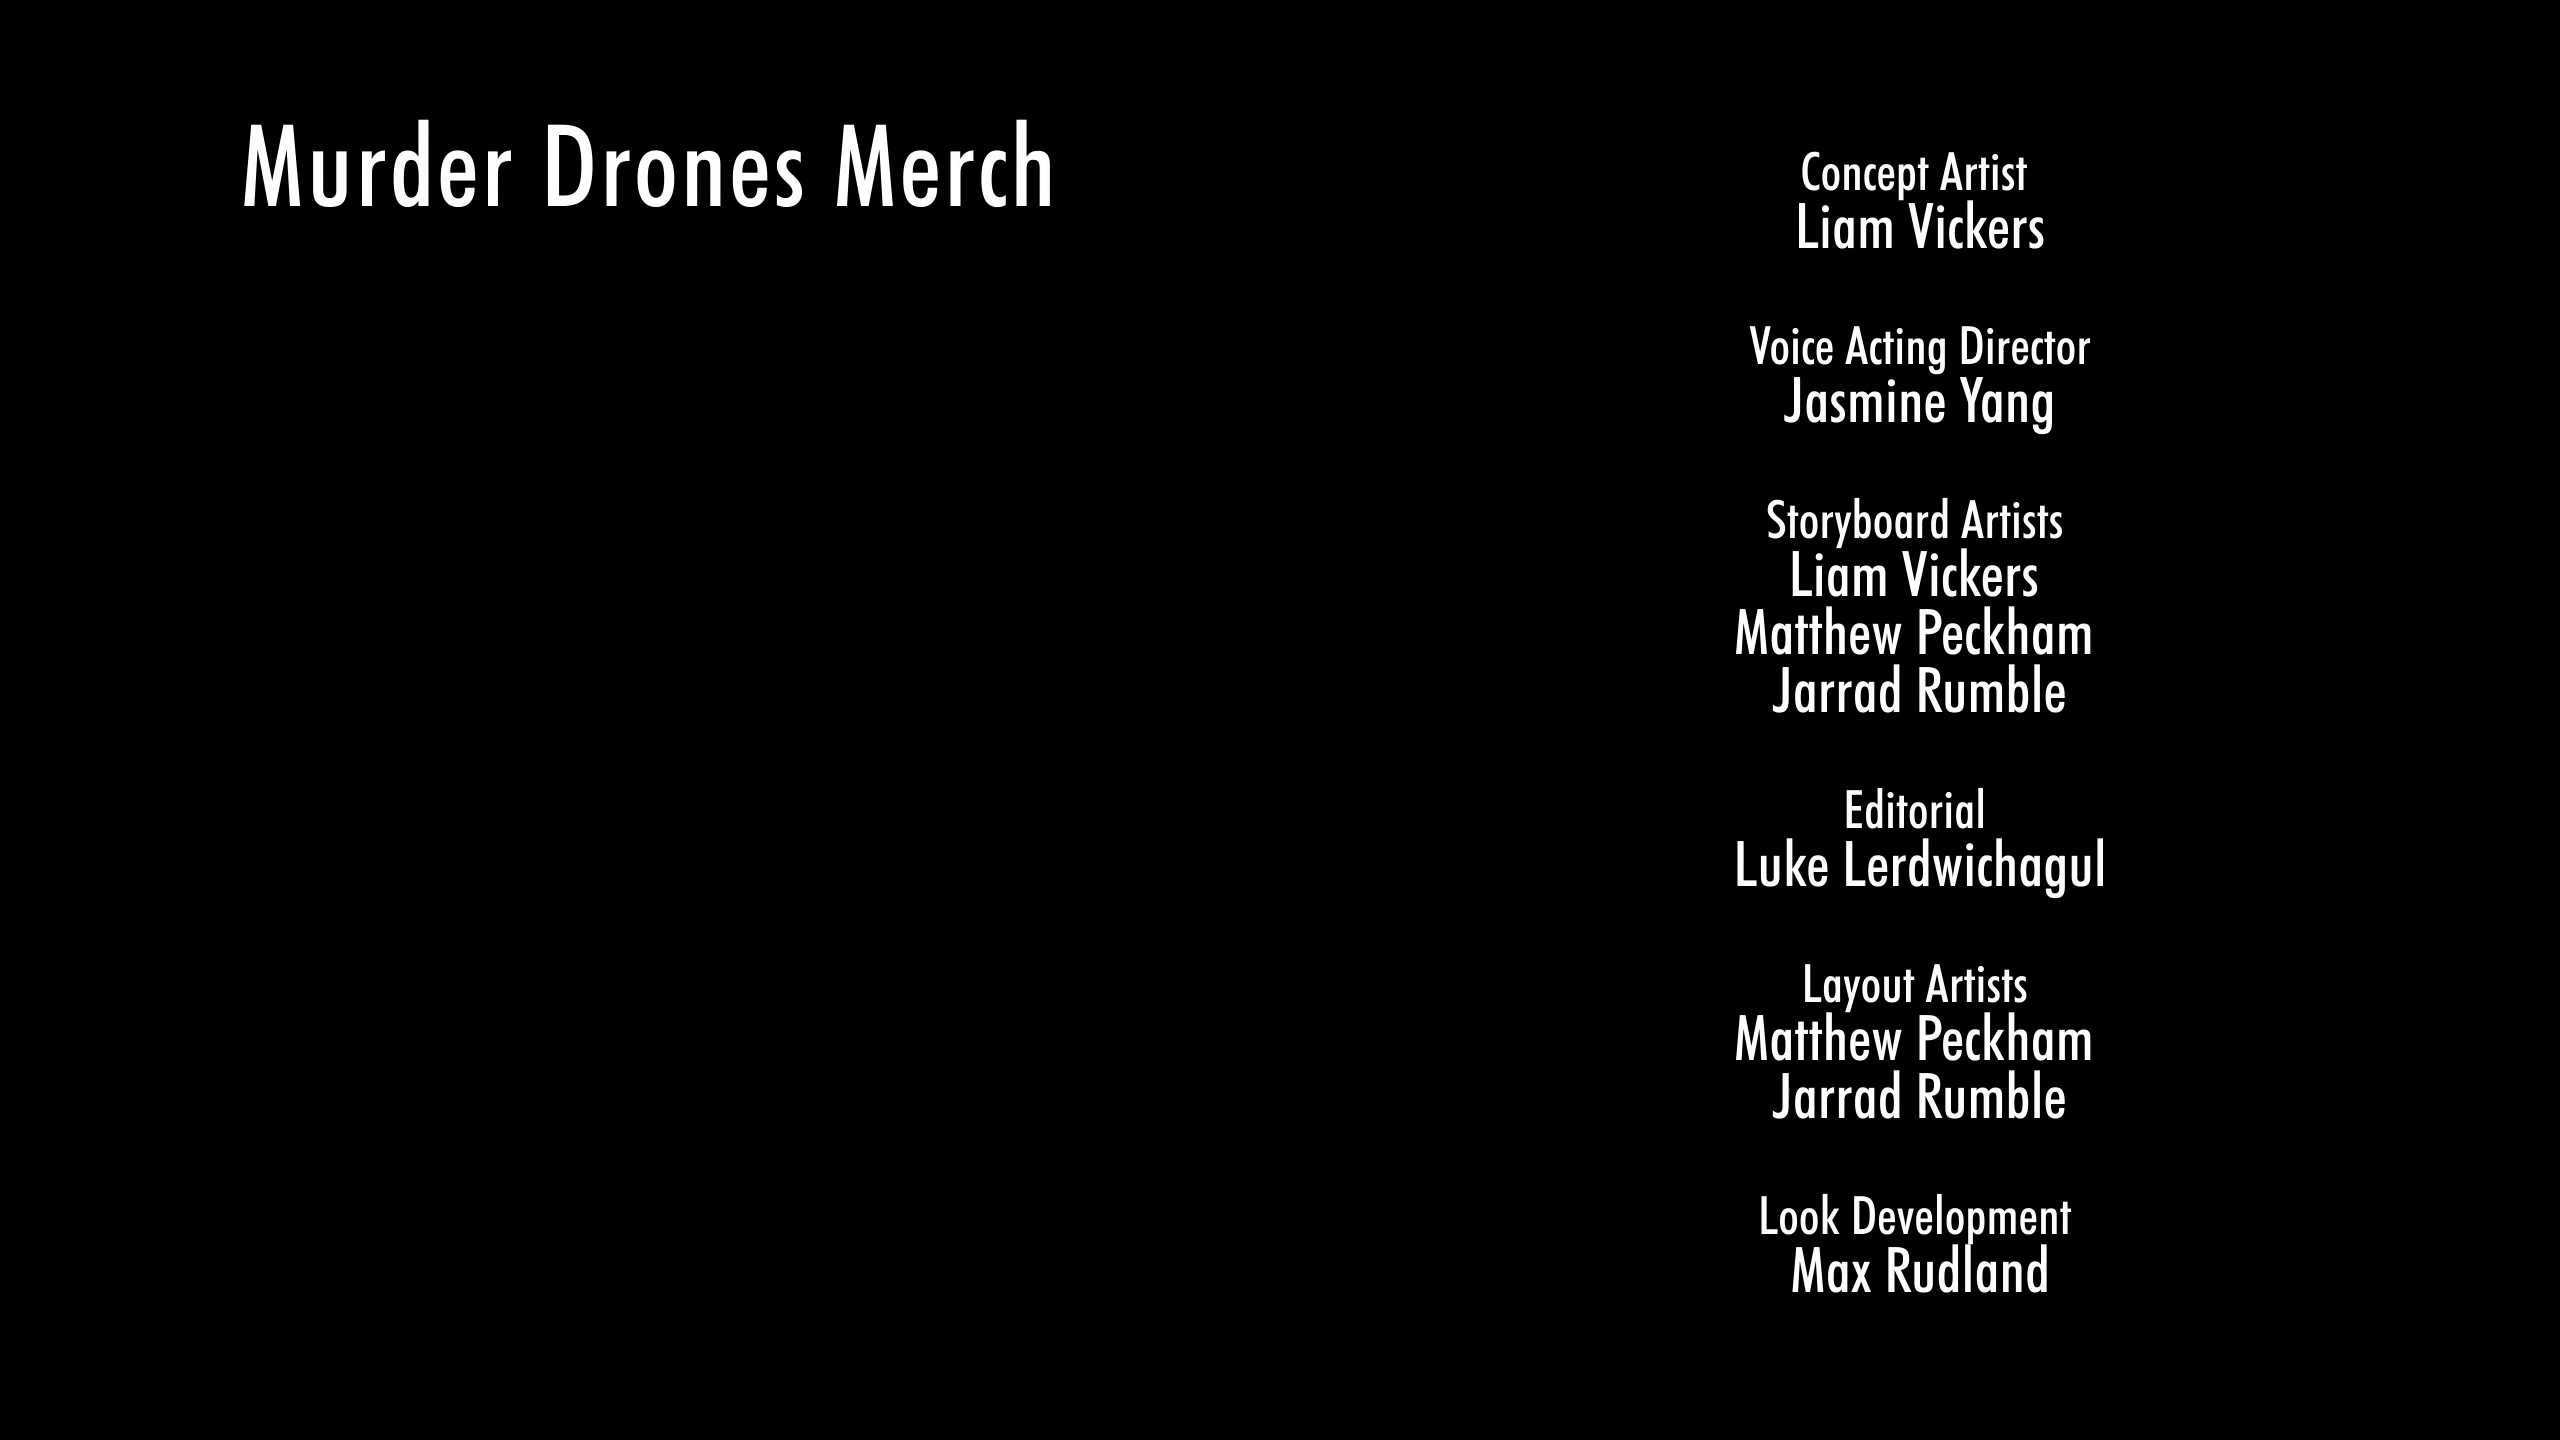 Murder Drones Merch
Concept Artist
Liam Vickers
Voice Acting Director
Jasmine Yang
Storyboard Artists
Liam Vickers
Matthew Peckham
Jarrad Rumble
Editorial
Luke Lerdwichagul
Layout Artists
Matthew Peckham
Jarrad Rumble
Look Development
Max Rudland